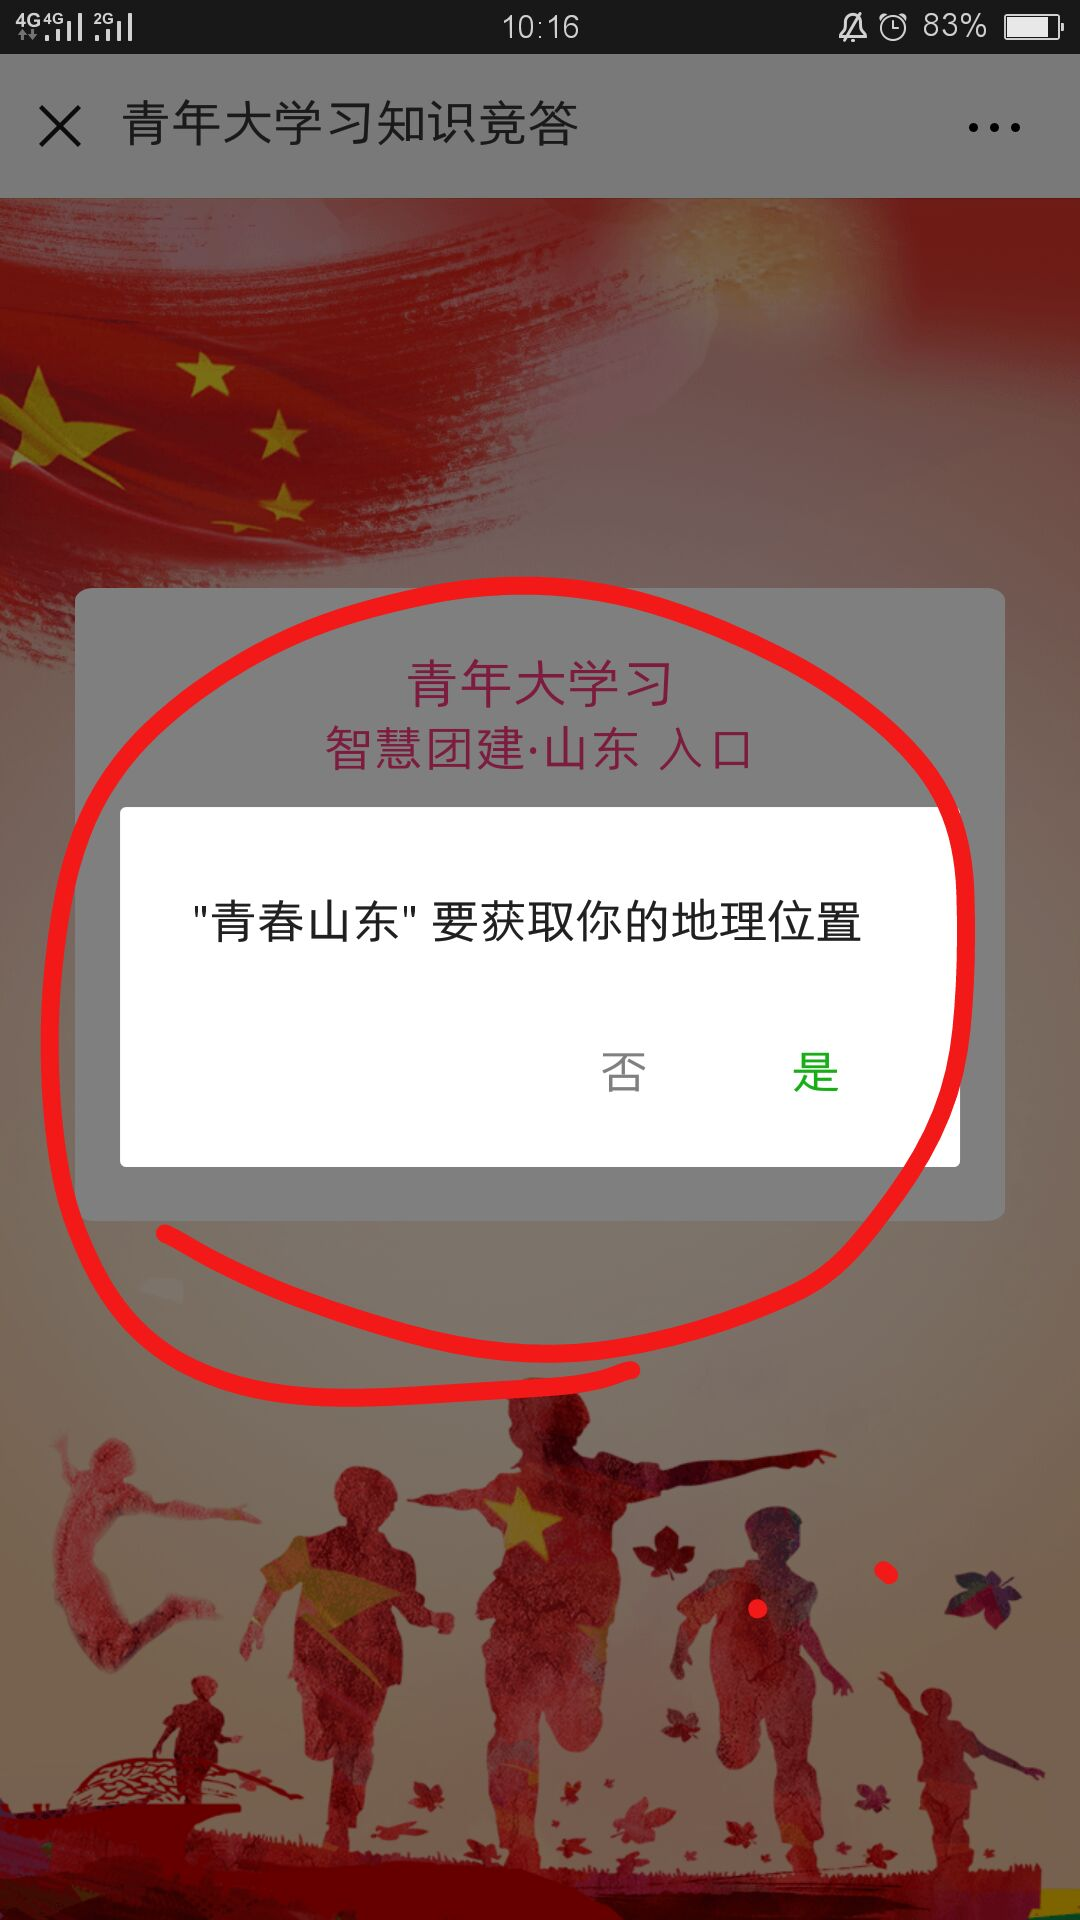 4G 4G 2G 10:16 83%
青年大学习知识竞答
青年大学习
智慧团建·山东 入口
"青春山东" 要获取你的地理位置
否 是